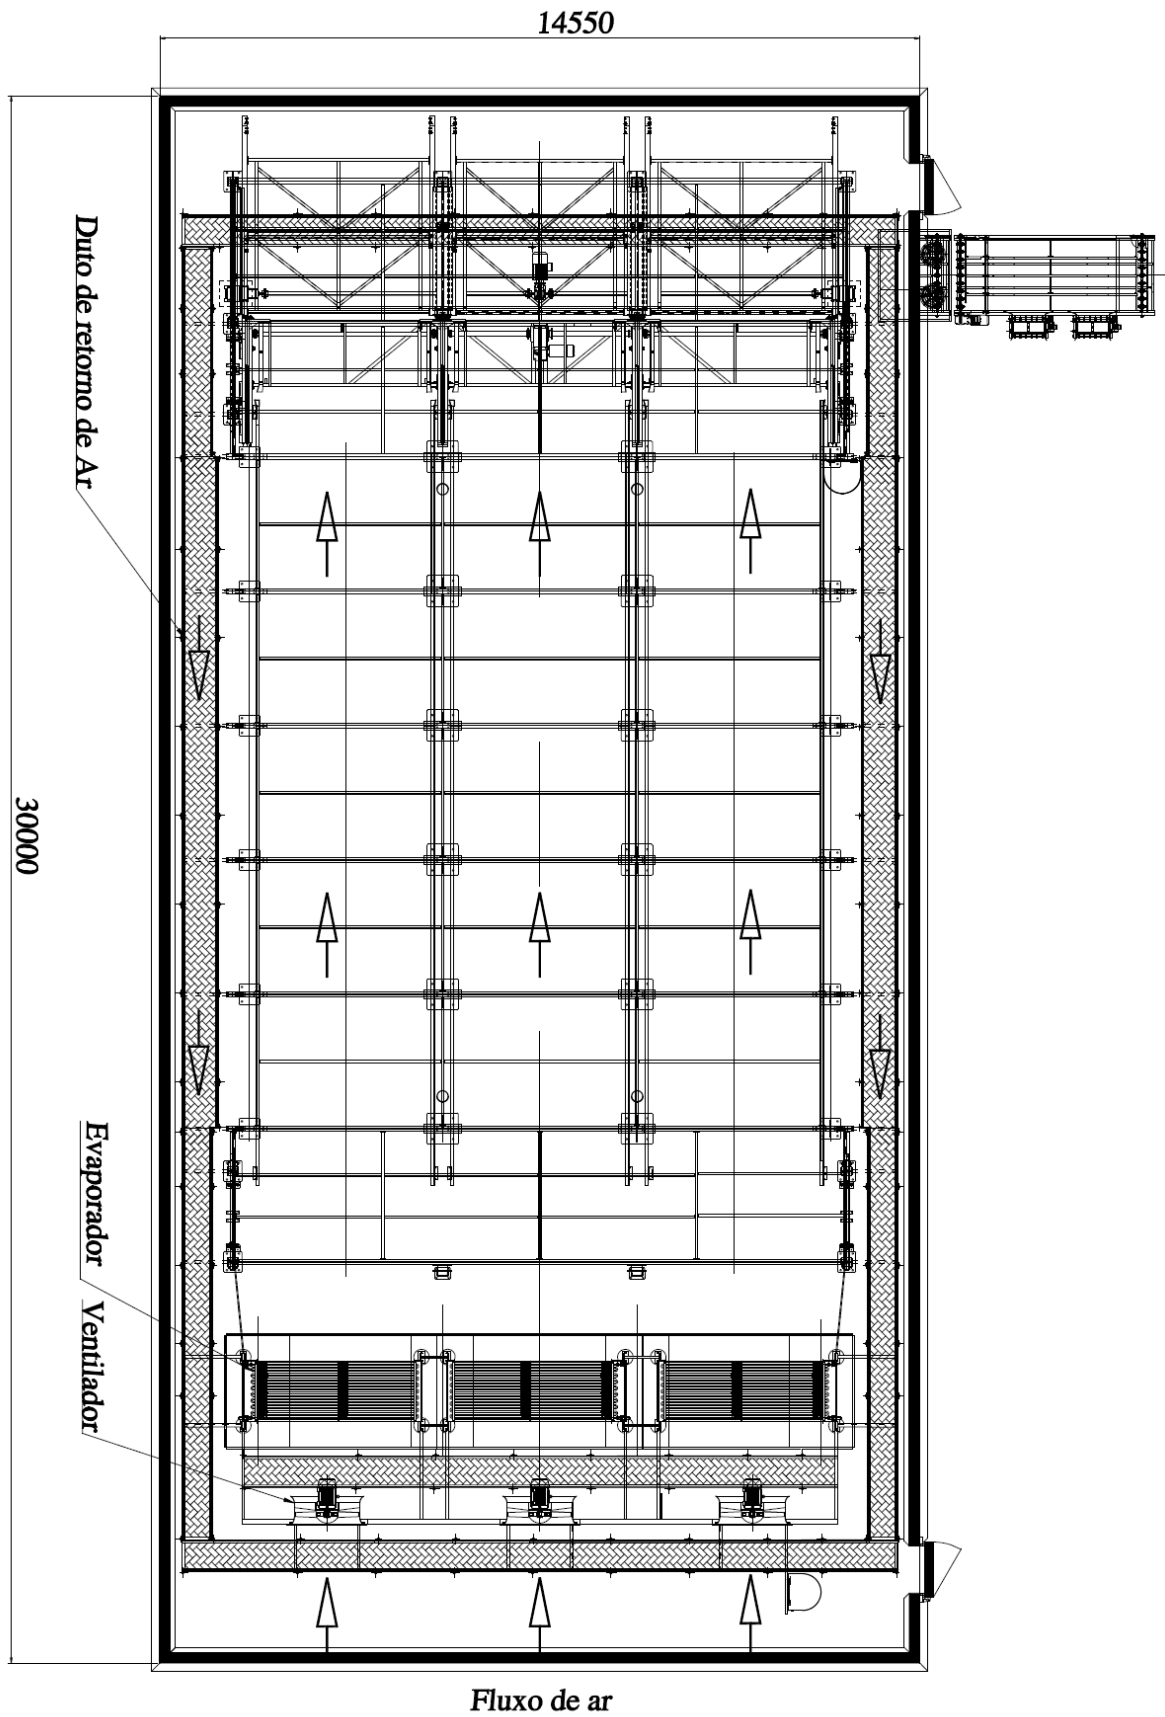 14550
Duto de retorno de Ar
30000
Evaporador
Ventilador
Fluxo de ar